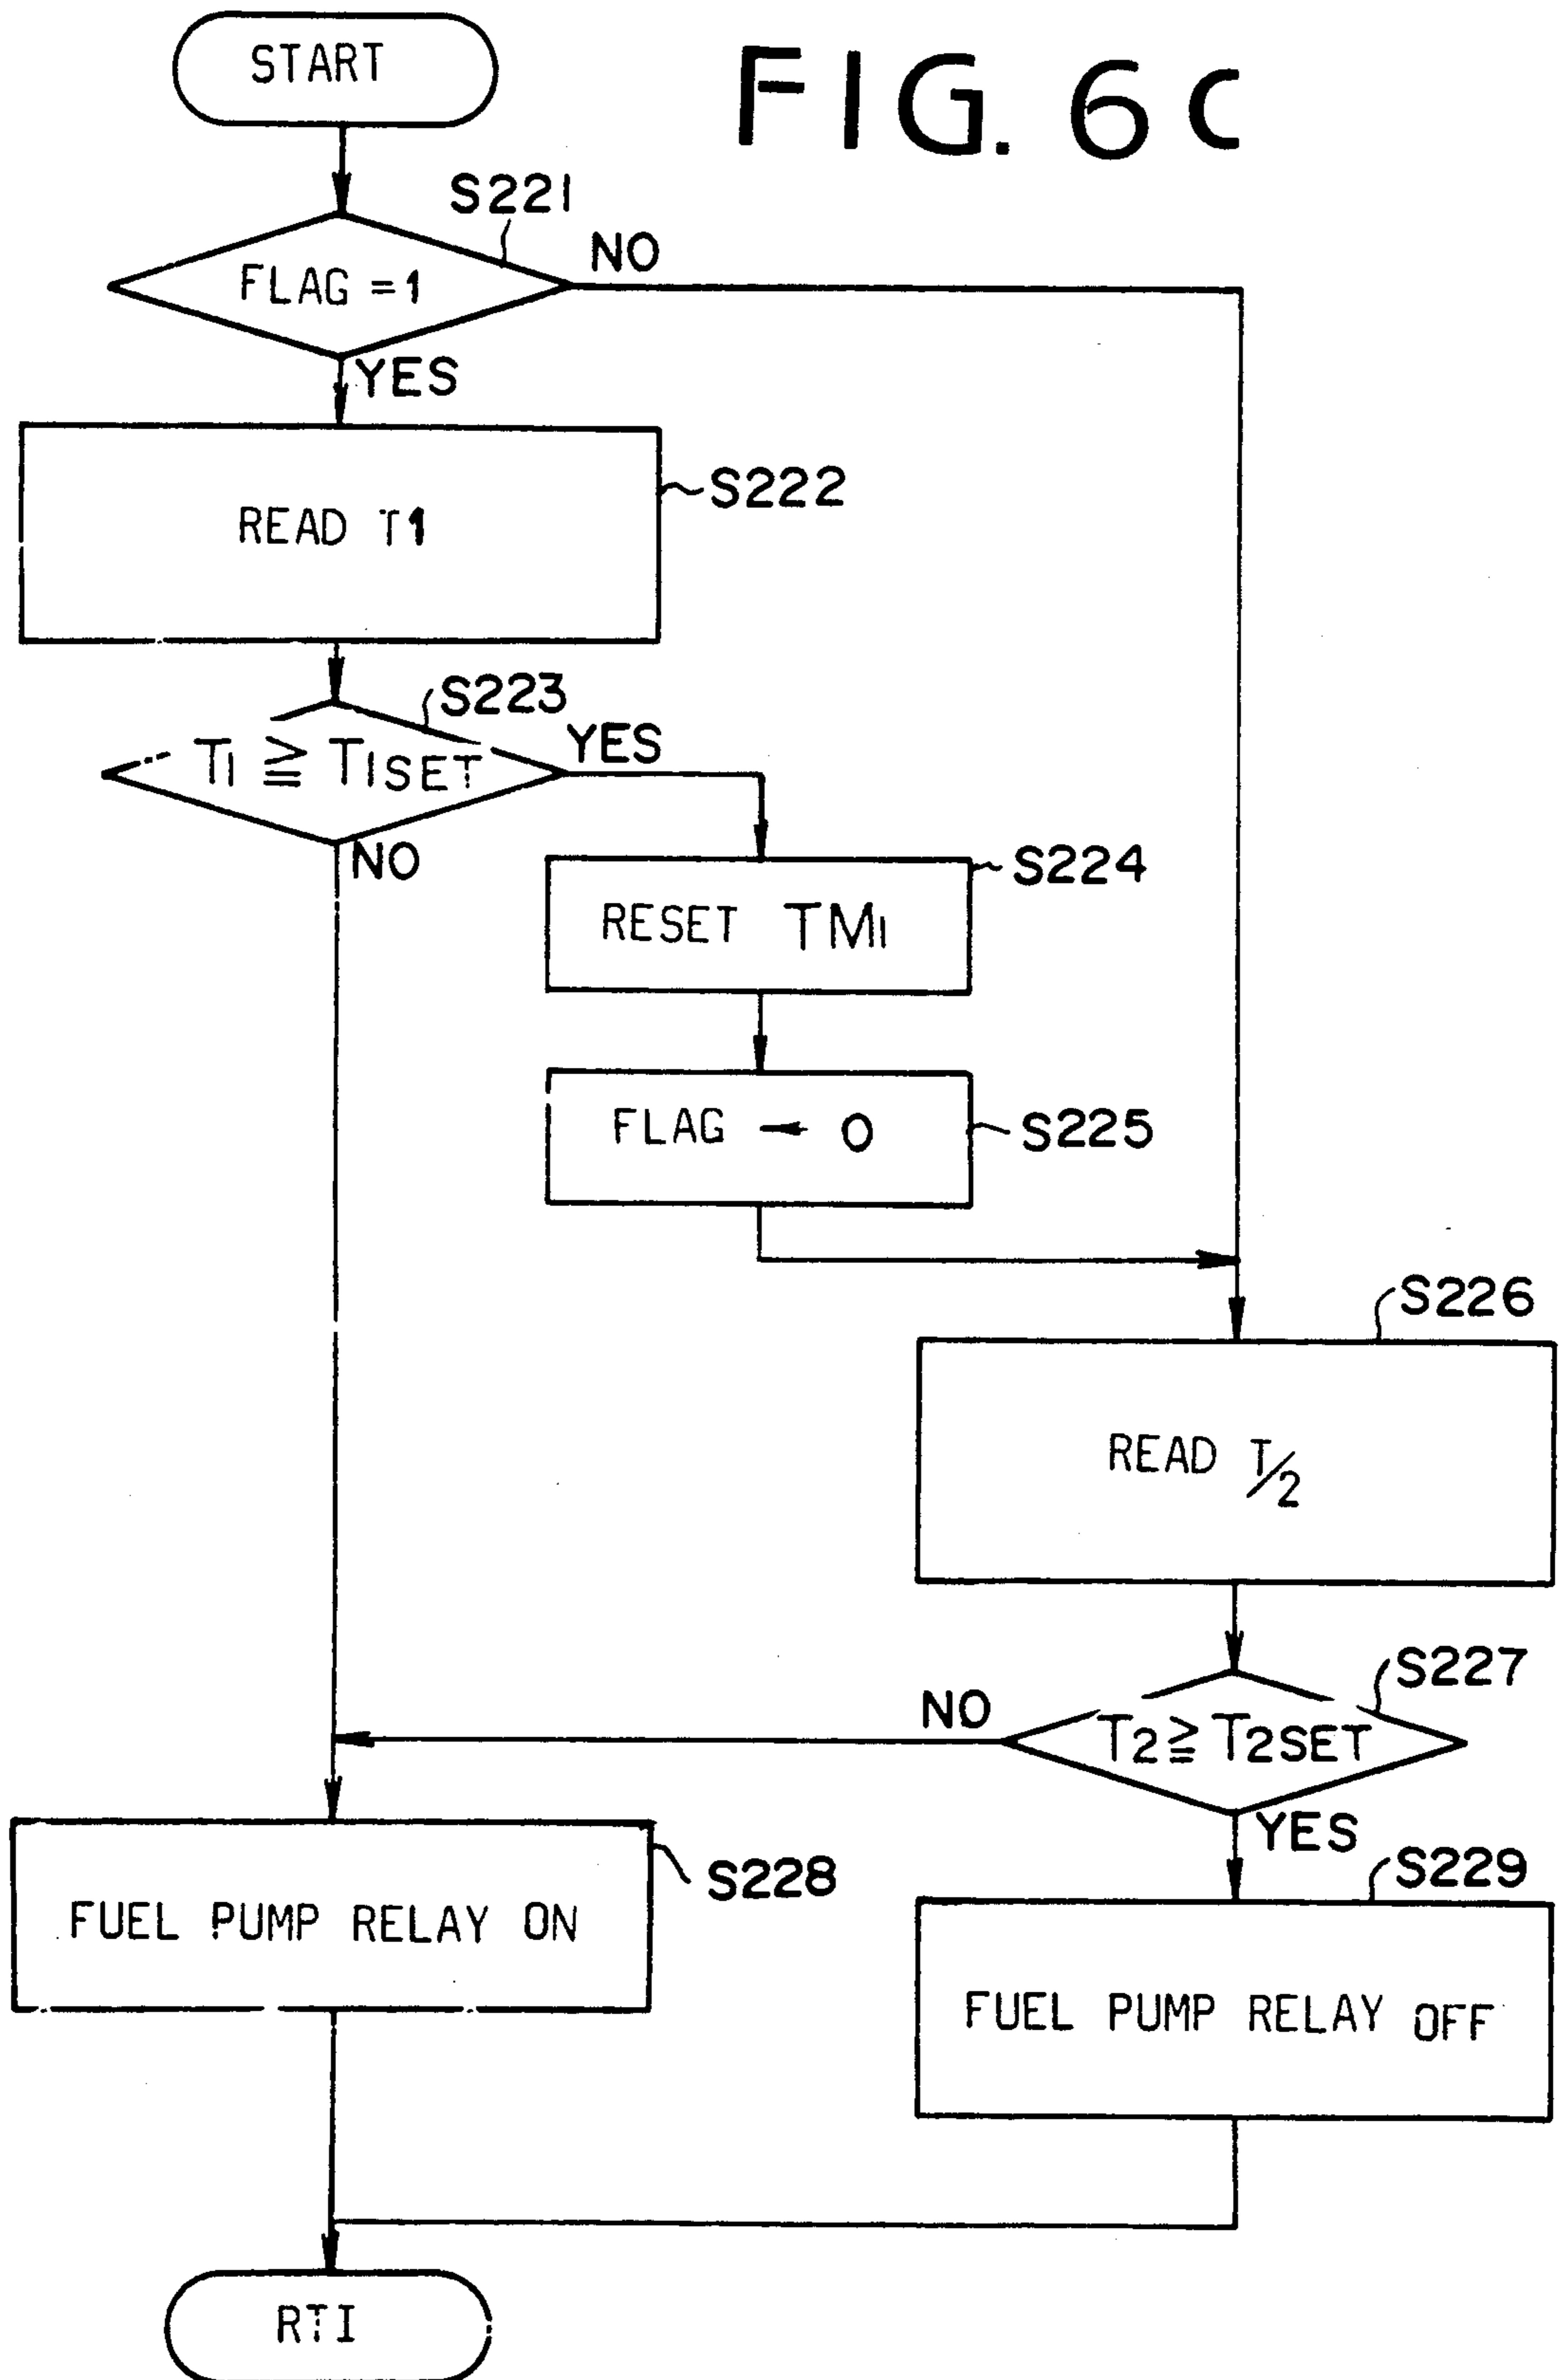 START
FIG. 6C
S221
FLAG = 1
NO
YES
READ T1
S222
S223
T1 ≧ T1SET
YES
NO
RESET TM1
S224
FLAG ← 0
S225
S226
READ T/2
S227
NO
T2 ≧ T2SET
YES
S228
FUEL PUMP RELAY ON
S229
FUEL PUMP RELAY OFF
RTI